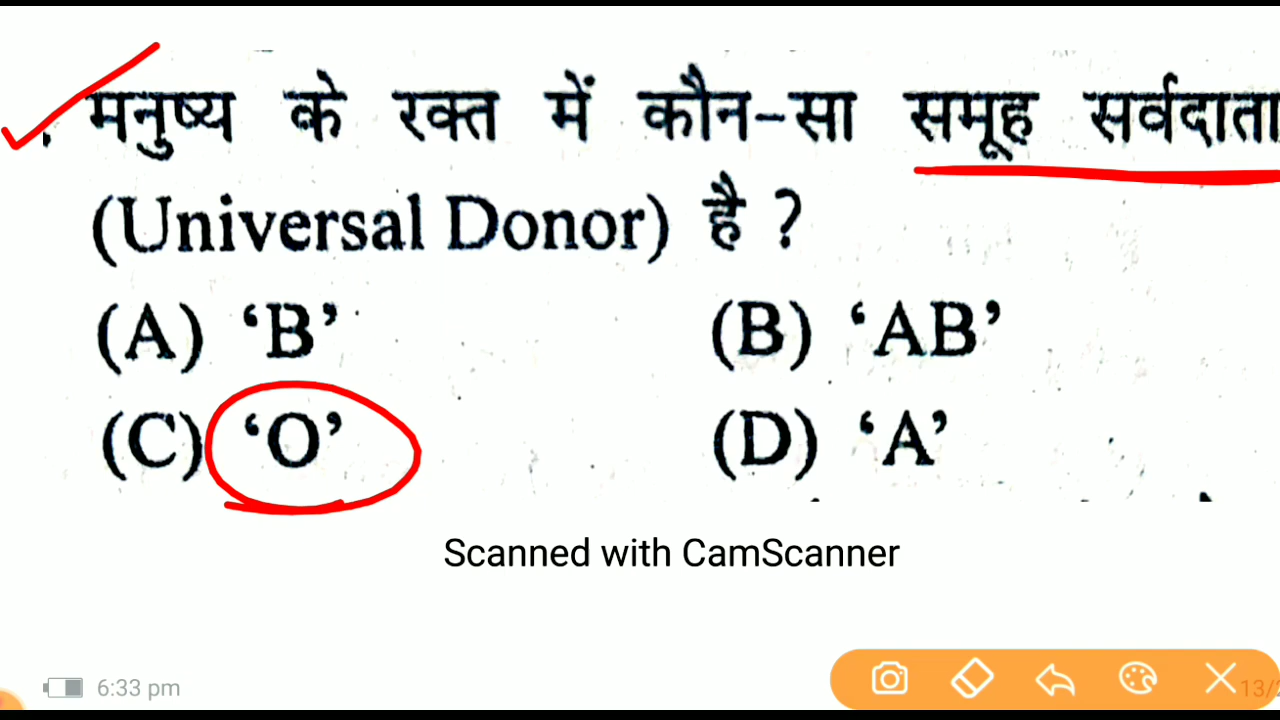 . मनुष्य के रक्त में कौन-सा समूह सर्वदाता
(Universal Donor) है ?
(A) ‘B’ (B) ‘AB’
(C) ‘O’ (D) ‘A’
Scanned with CamScanner
6:33 pm